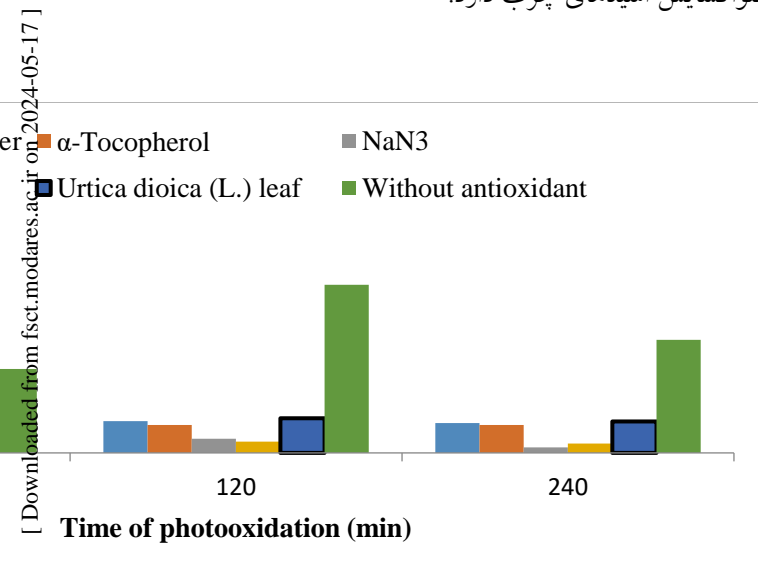 α-Tocopherol NaN3
Urtica dioica (L.) leaf Without antioxidant
120 240
Time of photooxidation (min)
[ Downloaded from fsct.modares.ac.ir on 2024-05-17 ]